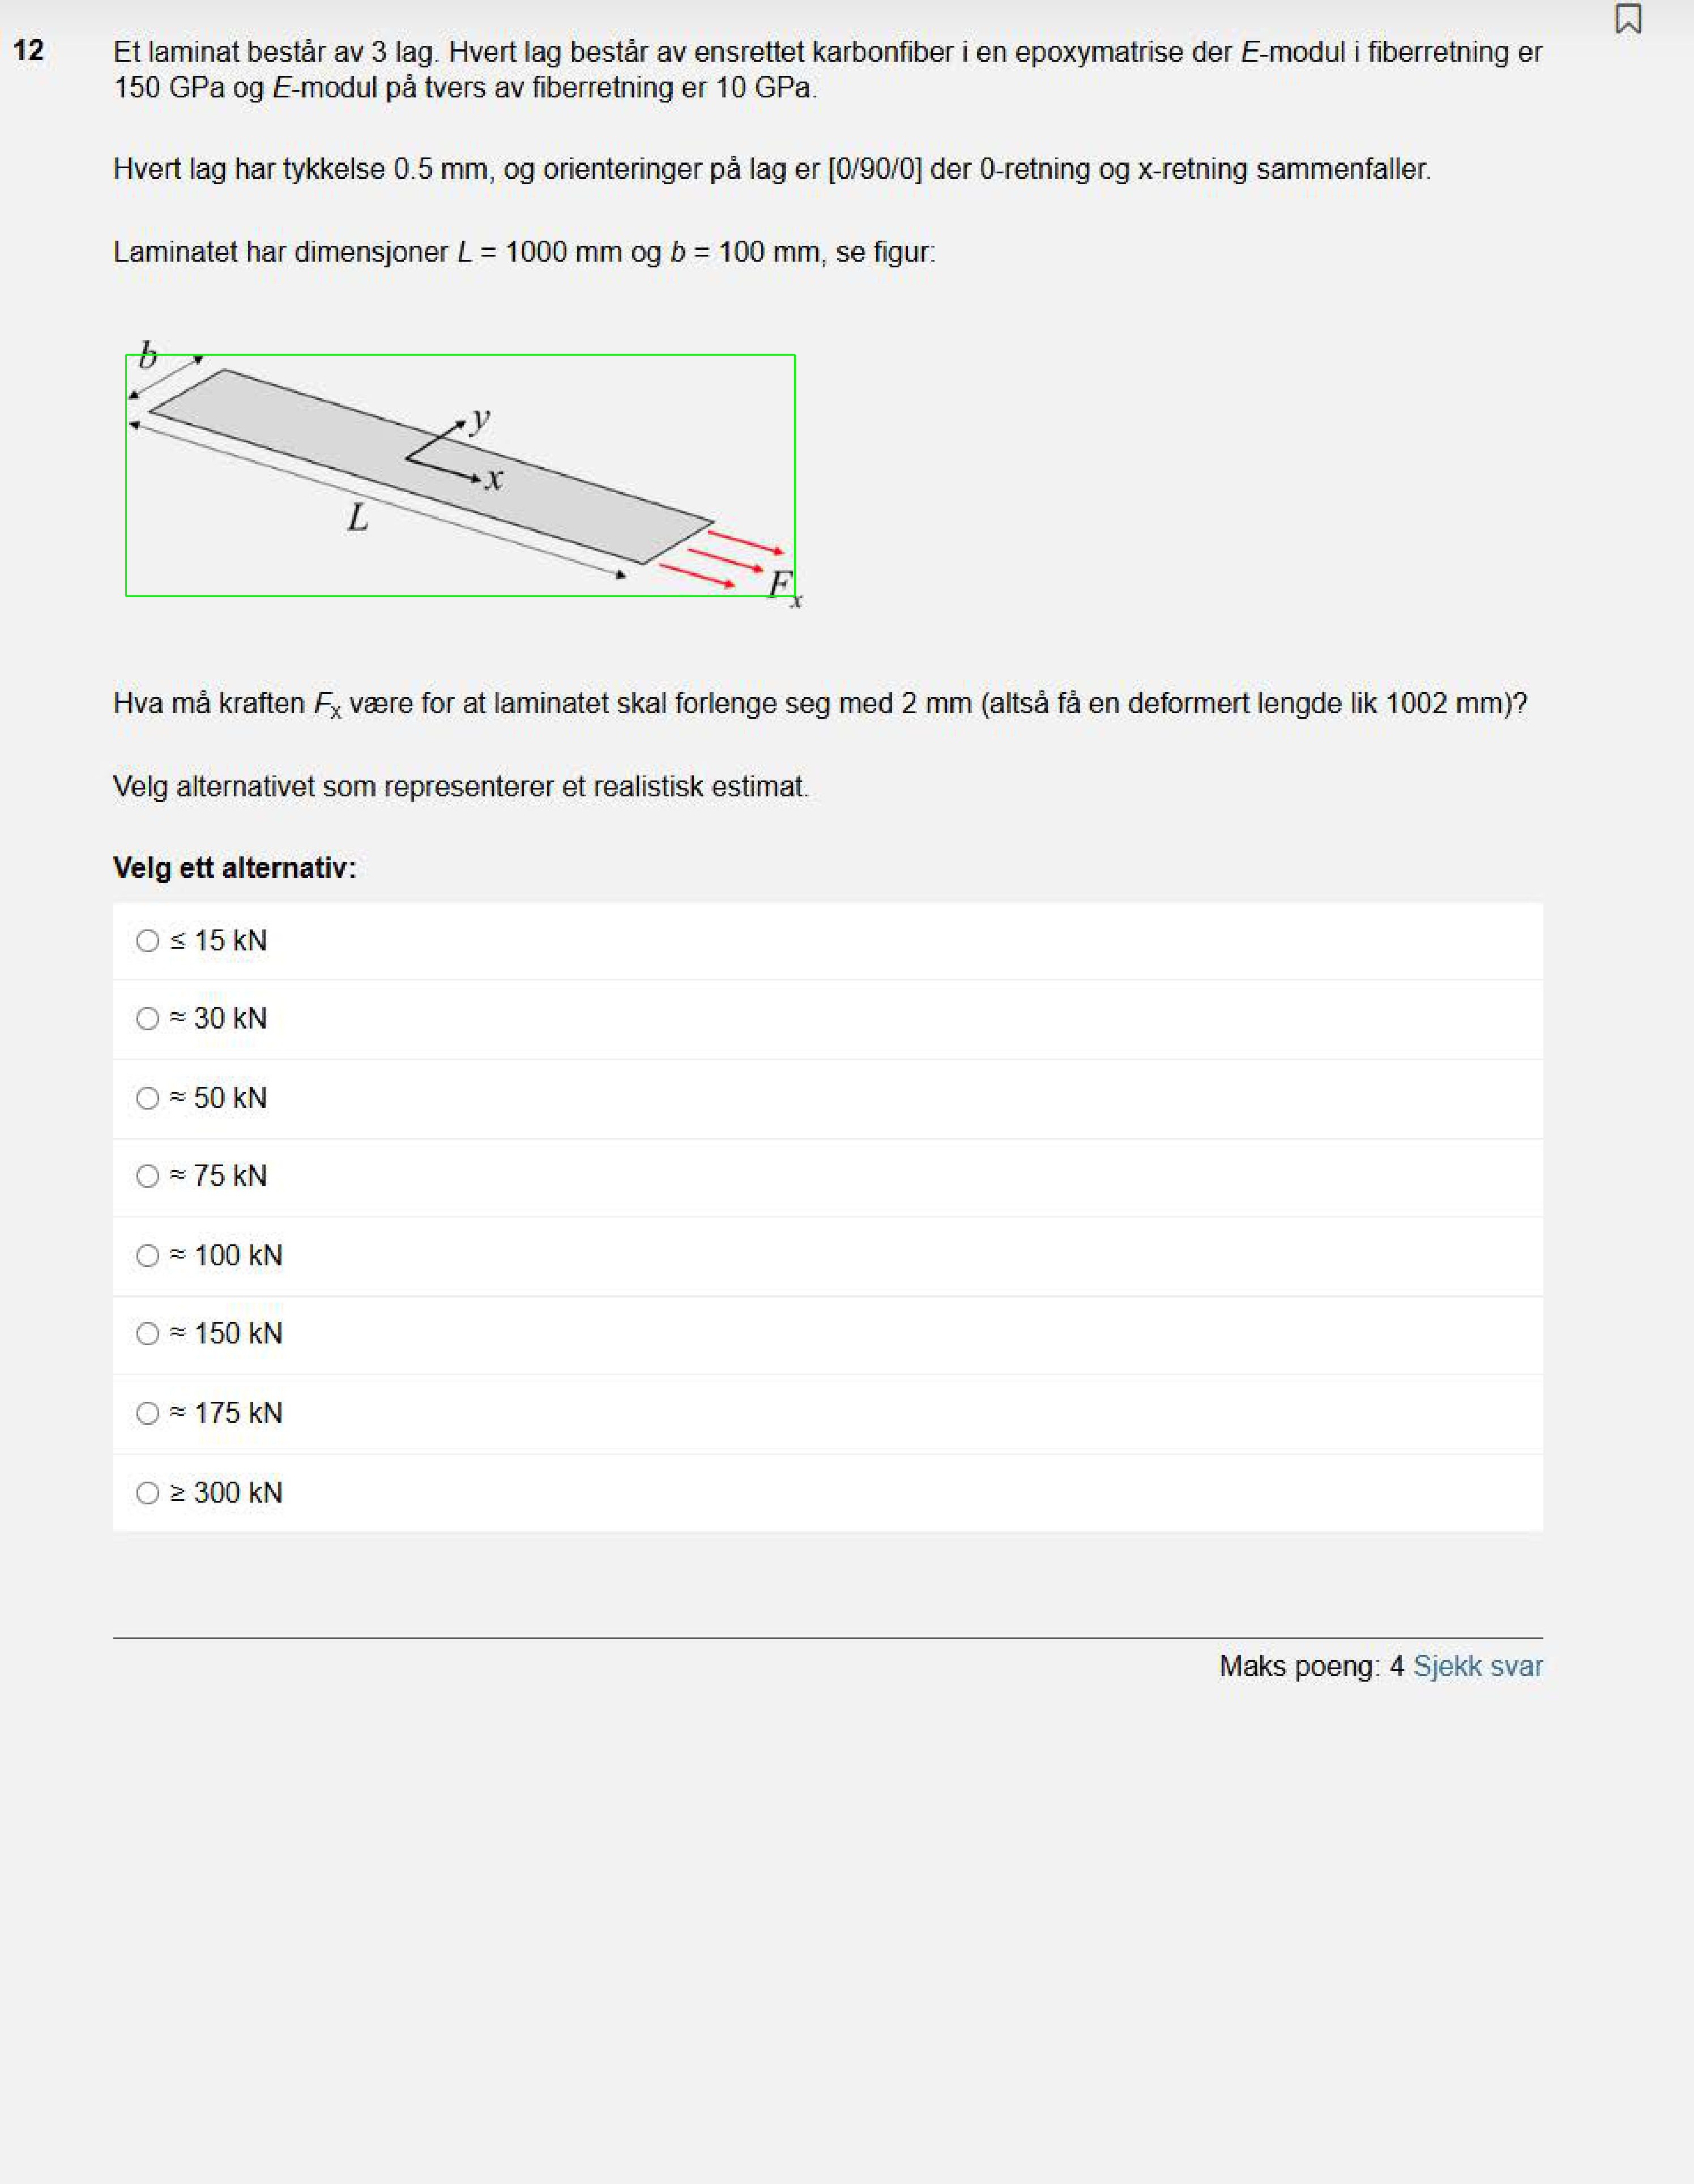 12 Et laminat består av 3 lag. Hvert lag består av ensrettet karbonfiber i en epoxymatrise der E-modul i fiberretning er
150 GPa og E-modul på tvers av fiberretning er 10 GPa.
Hvert lag har tykkelse 0.5 mm, og orienteringer på lag er [0/90/0] der 0-retning og x-retning sammenfaller.
Laminatet har dimensjoner L = 1000 mm og b = 100 mm, se figur:
b
y
x
L
Fx
Hva må kraften Fx være for at laminatet skal forlenge seg med 2 mm (altså få en deformert lengde lik 1002 mm)?
Velg alternativet som representerer et realistisk estimat.
Velg ett alternativ:
≤ 15 kN
≈ 30 kN
≈ 50 kN
≈ 75 kN
≈ 100 kN
≈ 150 kN
≈ 175 kN
≥ 300 kN
Maks poeng: 4 Sjekk svar